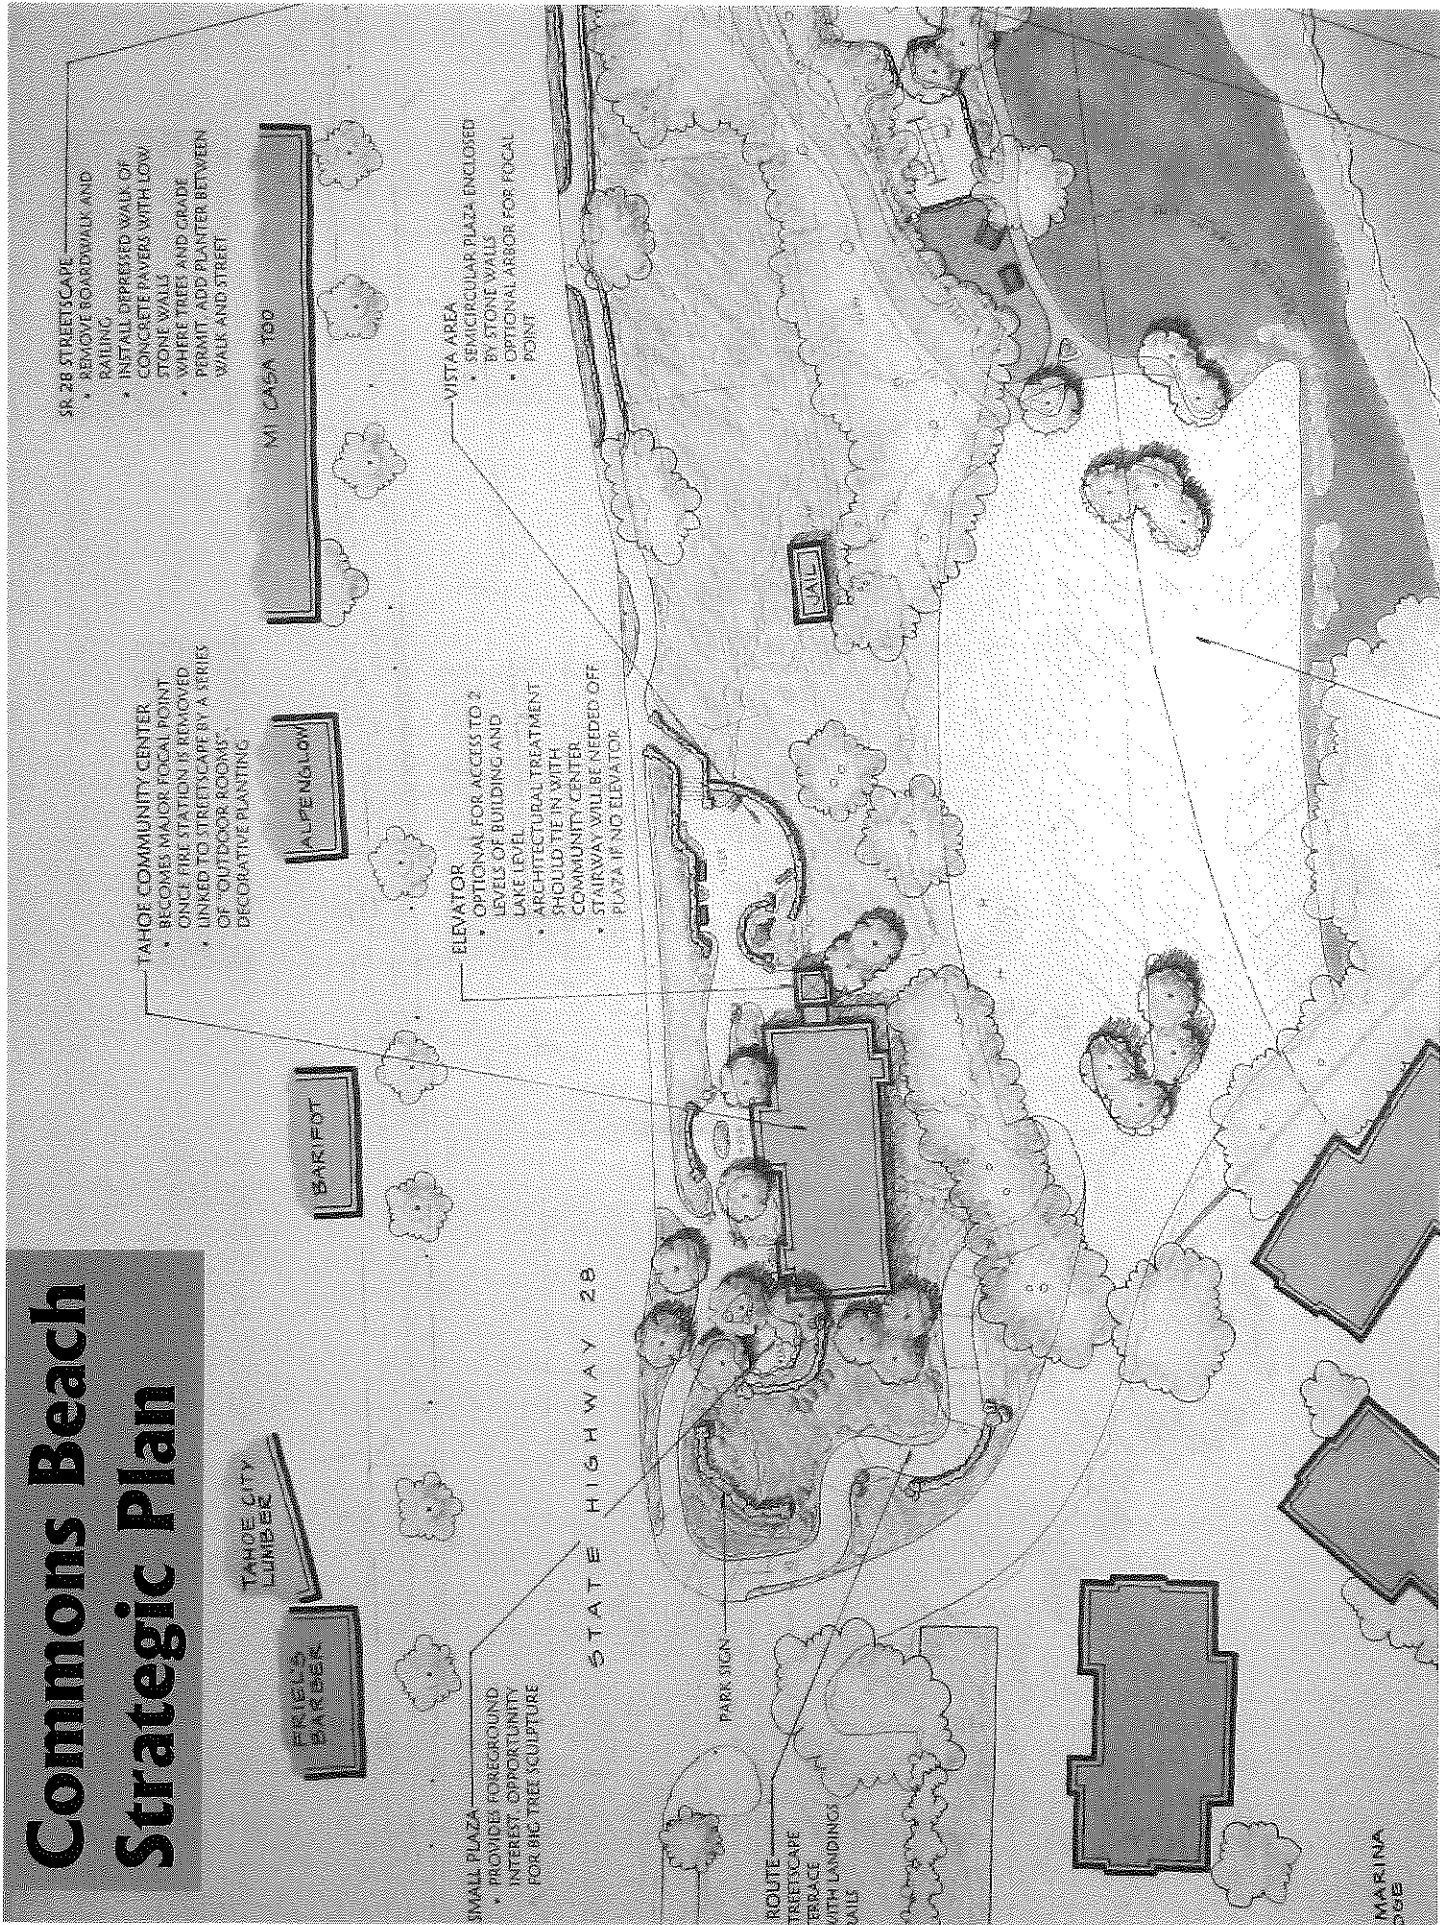 Commons Beach
Strategic Plan
FRIEL'S
BARBER
TAHOE CITY
LUMBER
BARIFOT
ALPENGLOW
MI CASA TOO
SR 28 STREETSCAPE
• REMOVE BOARDWALK AND
RAILING
• INSTALL DEPRESSED WALK OF
CONCRETE PAVERS WITH LOW
STONE WALLS
• WHERE TREES AND GRADE
PERMIT, ADD PLANTER BETWEEN
WALK AND STREET
TAHOE COMMUNITY CENTER
• BECOMES MAJOR FOCAL POINT
ONCE FIRE STATION IS REMOVED
• LINKED TO STREETSCAPE BY A SERIES
OF "OUTDOOR ROOMS"
DECORATIVE PLANTING
VISTA AREA
• SEMICIRCULAR PLAZA ENCLOSED
BY STONE WALLS
• OPTIONAL ARBOR FOR FOCAL
POINT
ELEVATOR
• OPTIONAL FOR ACCESS TO 2
LEVELS OF BUILDING AND
LAKE LEVEL
• ARCHITECTURAL TREATMENT
SHOULD TIE IN WITH
COMMUNITY CENTER
• STAIRWAY WILL BE NEEDED OFF
PLAZA IF NO ELEVATOR
SMALL PLAZA
• PROVIDES FOREGROUND
INTEREST, OPPORTUNITY
FOR BIG TREE SCULPTURE
STATE HIGHWAY 28
PARK SIGN
JAIL
ROUTE
TREETSCAPE
TERRACE
WITH LANDINGS
RAILS
MARINA
DGE